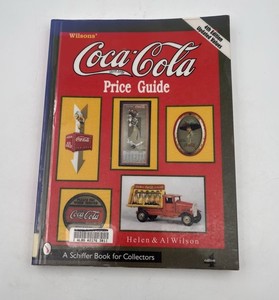 Wilsons'
Coca-Cola
Price Guide
Coca-Cola
Helen & Al Wilson
A Schiffer Book for Collectors